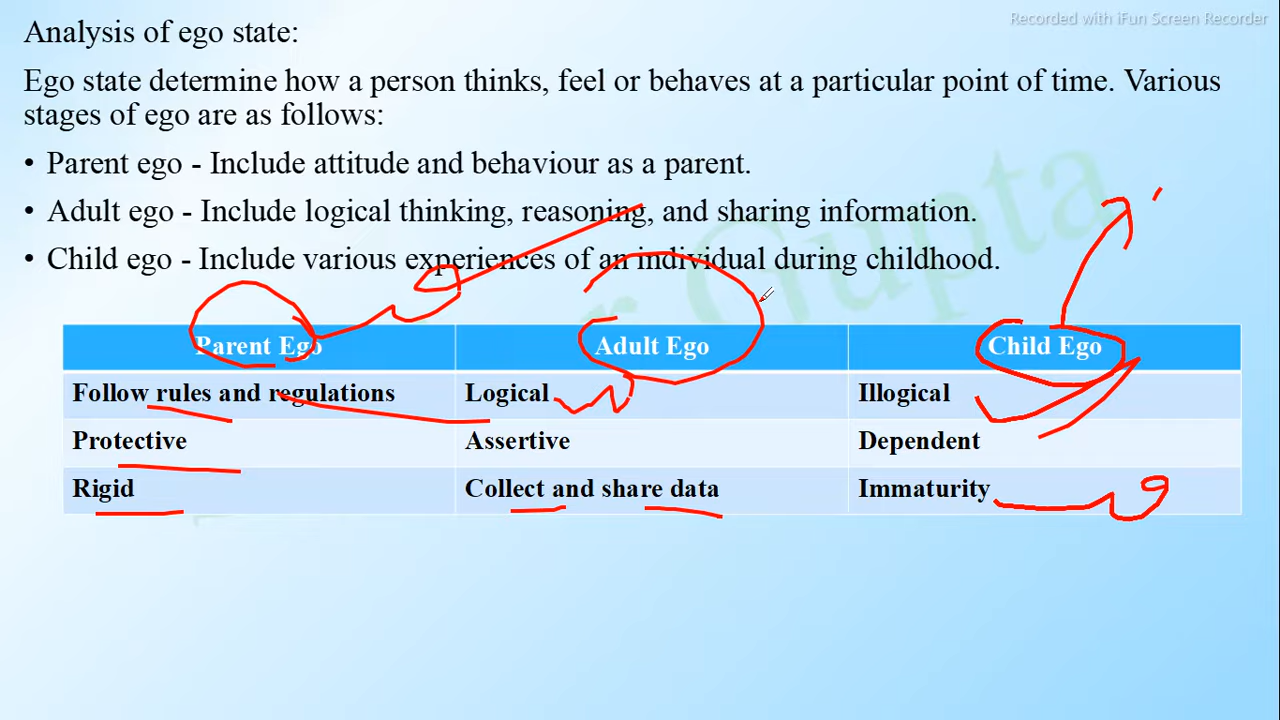 Recorded with iFun Screen Recorder
Analysis of ego state:
Ego state determine how a person thinks, feel or behaves at a particular point of time. Various
stages of ego are as follows:
• Parent ego - Include attitude and behaviour as a parent.
• Adult ego - Include logical thinking, reasoning, and sharing information.
• Child ego - Include various experiences of an individual during childhood.
Parent Ego Adult Ego Child Ego
Follow rules and regulations Logical Illogical
Protective Assertive Dependent
Rigid Collect and share data Immaturity
Gupta